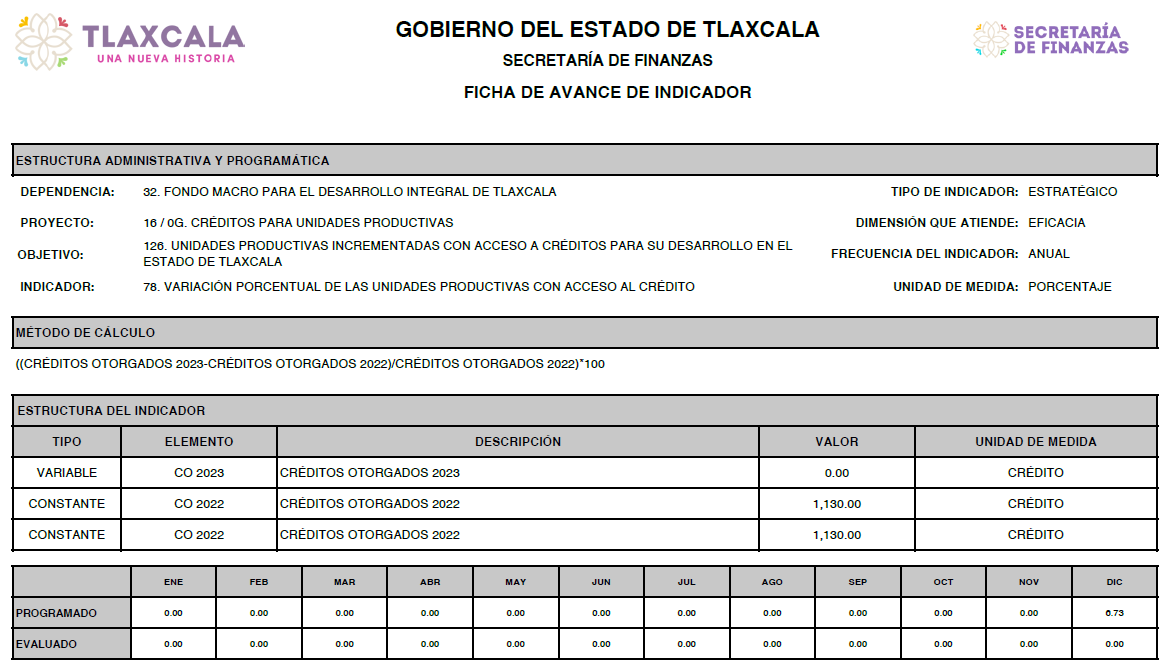 TLAXCALA
UNA NUEVA HISTORIA
GOBIERNO DEL ESTADO DE TLAXCALA
SECRETARÍA DE FINANZAS
FICHA DE AVANCE DE INDICADOR
SECRETARÍA
DE FINANZAS
ESTRUCTURA ADMINISTRATIVA Y PROGRAMÁTICA
DEPENDENCIA: 32. FONDO MACRO PARA EL DESARROLLO INTEGRAL DE TLAXCALA TIPO DE INDICADOR: ESTRATÉGICO
PROYECTO: 16 / 0G. CRÉDITOS PARA UNIDADES PRODUCTIVAS DIMENSIÓN QUE ATIENDE: EFICACIA
OBJETIVO: 126. UNIDADES PRODUCTIVAS INCREMENTADAS CON ACCESO A CRÉDITOS PARA SU DESARROLLO EN EL
ESTADO DE TLAXCALA
FRECUENCIA DEL INDICADOR: ANUAL
INDICADOR: 78. VARIACIÓN PORCENTUAL DE LAS UNIDADES PRODUCTIVAS CON ACCESO AL CRÉDITO UNIDAD DE MEDIDA: PORCENTAJE
MÉTODO DE CÁLCULO
((CRÉDITOS OTORGADOS 2023-CRÉDITOS OTORGADOS 2022)/CRÉDITOS OTORGADOS 2022)*100
ESTRUCTURA DEL INDICADOR
TIPO ELEMENTO DESCRIPCIÓN VALOR UNIDAD DE MEDIDA
VARIABLE CO 2023 CRÉDITOS OTORGADOS 2023 0.00 CRÉDITO
CONSTANTE CO 2022 CRÉDITOS OTORGADOS 2022 1,130.00 CRÉDITO
CONSTANTE CO 2022 CRÉDITOS OTORGADOS 2022 1,130.00 CRÉDITO
ENE FEB MAR ABR MAY JUN JUL AGO SEP OCT NOV DIC
PROGRAMADO 0.00 0.00 0.00 0.00 0.00 0.00 0.00 0.00 0.00 0.00 0.00 6.73
EVALUADO 0.00 0.00 0.00 0.00 0.00 0.00 0.00 0.00 0.00 0.00 0.00 0.00